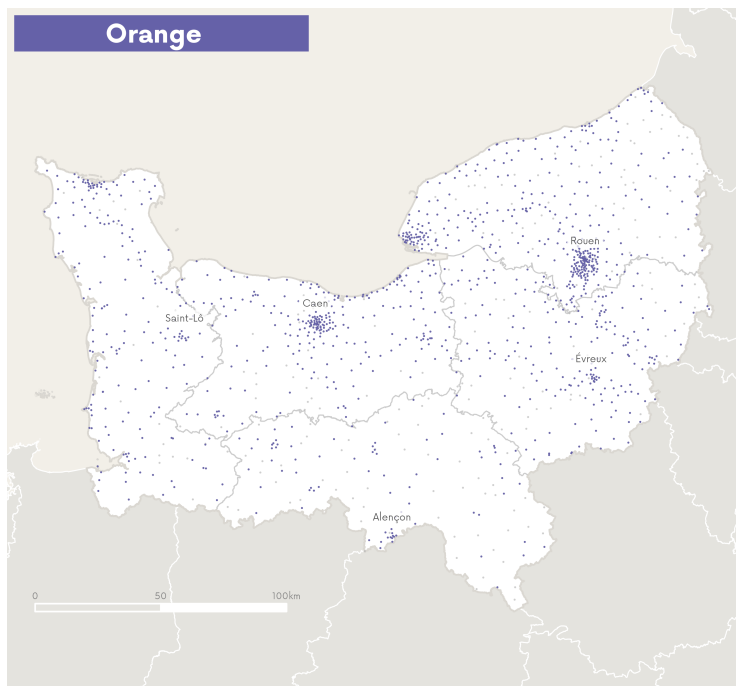 Orange
Rouen
Caen
Saint-Lô
Évreux
Alençon
0 50 100km